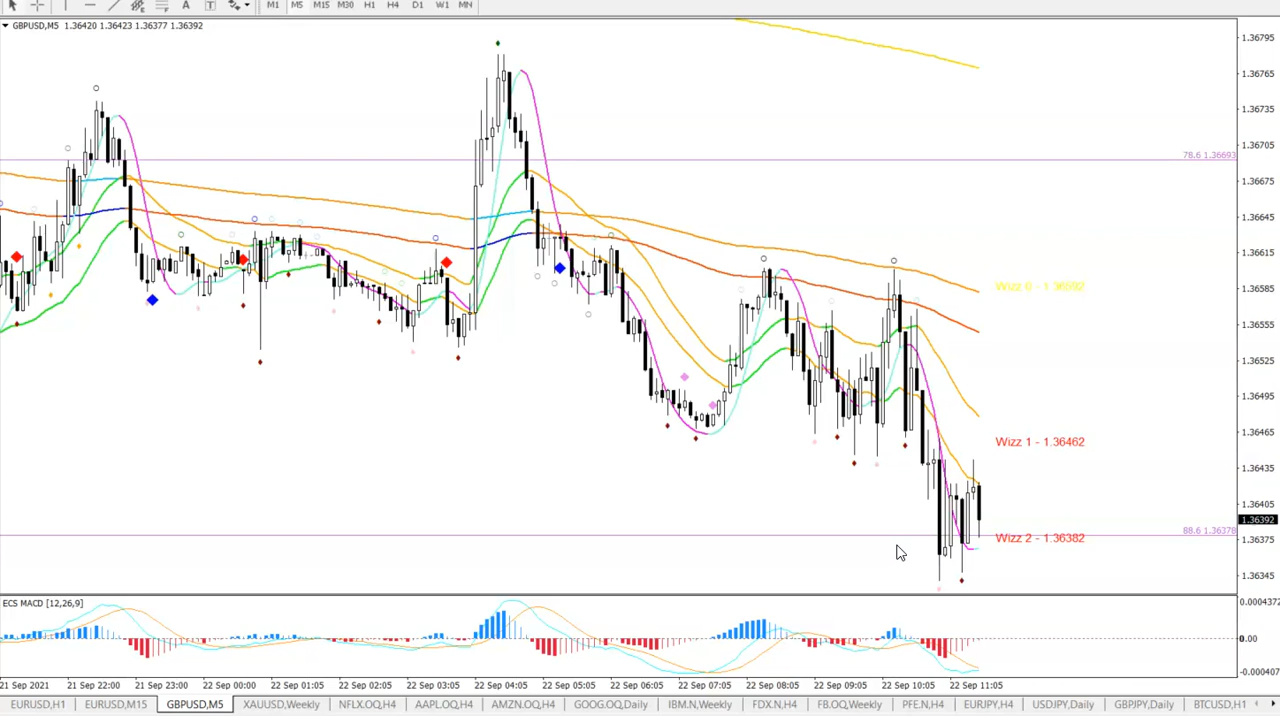 A T
M1 M5 M15 M30 H1 H4 D1 W1 MN
GBPUSD,M5 1.36420 1.36423 1.36377 1.36392
1.36795
1.36765
1.36735
1.36705
78.6 1.36693
1.36675
1.36645
1.36615
Wizz 0 - 1.36592
1.36585
1.36555
1.36525
1.36495
1.36465
Wizz 1 - 1.36462
1.36435
1.36405
1.36392
88.6 1.36378
Wizz 2 - 1.36382
1.36375
1.36345
ECS MACD [12,26,9]
0.004372
0.00
-0.000407
21 Sep 2021 21 Sep 22:00 21 Sep 23:00 22 Sep 00:00 22 Sep 01:05 22 Sep 02:05 22 Sep 03:05 22 Sep 04:05 22 Sep 05:05 22 Sep 06:05 22 Sep 07:05 22 Sep 08:05 22 Sep 09:05 22 Sep 10:05 22 Sep 11:05
EURUSD,H1 EURUSD,M15 GBPUSD,M5 XAUUSD,Weekly NFLX.OQ,H4 AAPL.OQ,H4 AMZN.OQ,H4 GOOG.OQ,Daily IBM.N,Weekly FDX.N,H4 FB.OQ,Weekly PFE.N,H4 EURJPY,H4 USDJPY,Daily GBPJPY,Daily BTCUSD,H1